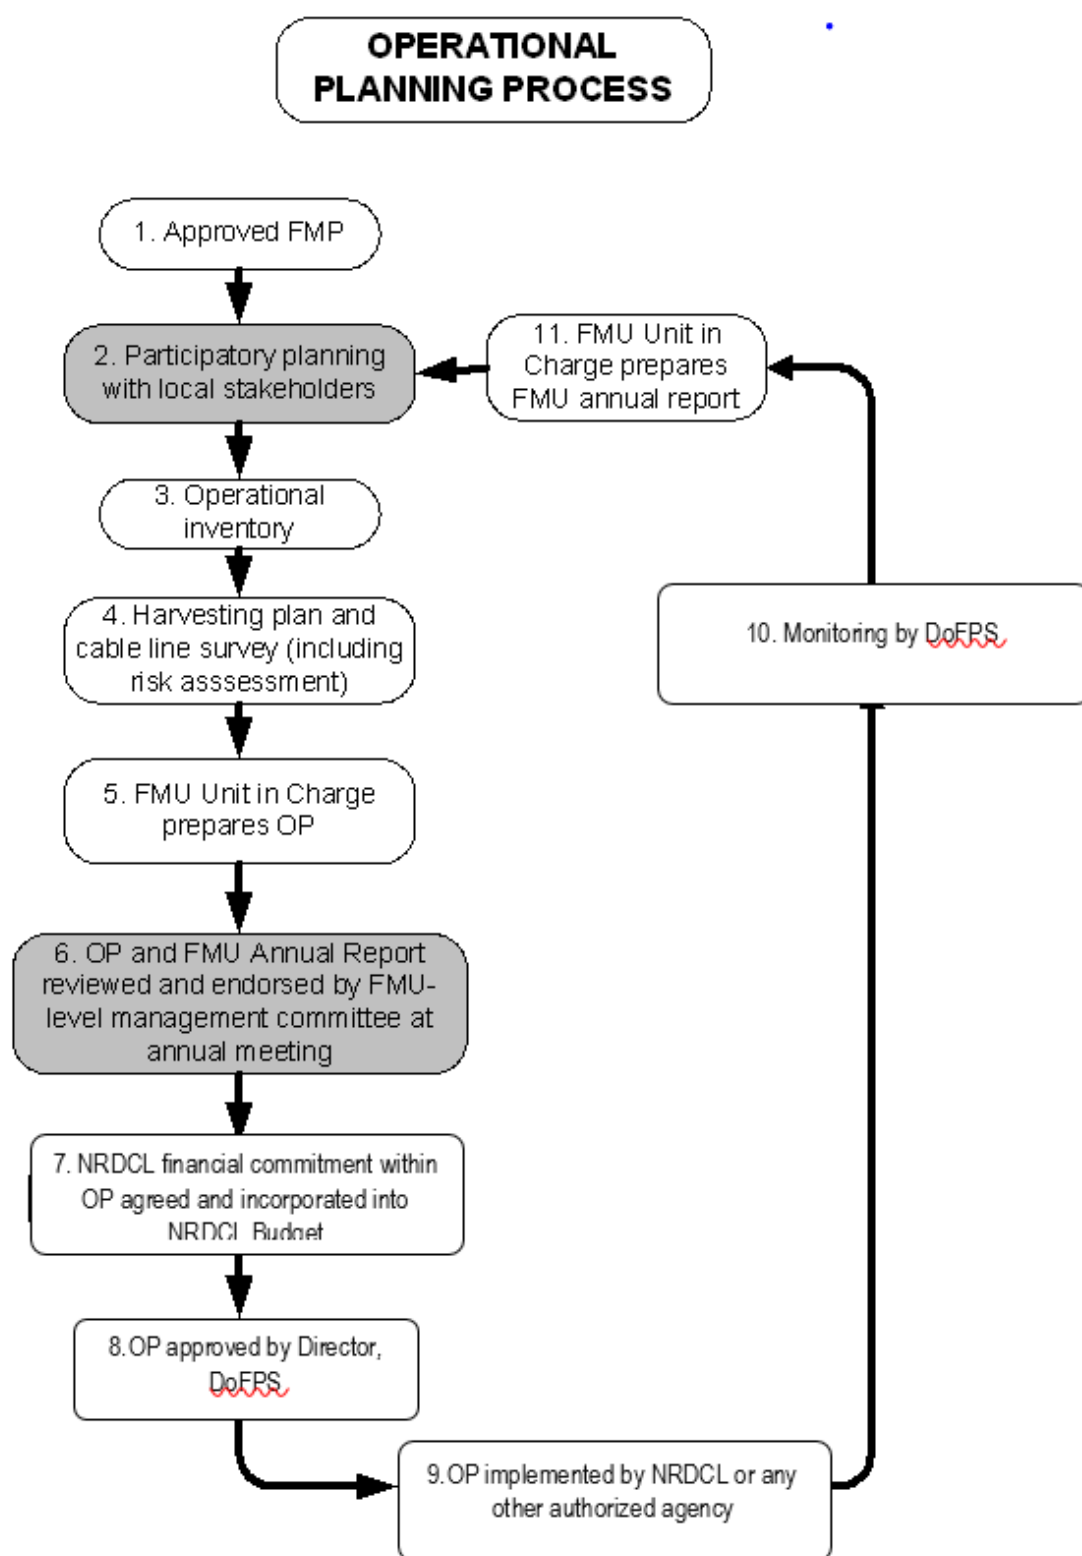 OPERATIONAL
PLANNING PROCESS
1. Approved FMP
2. Participatory planning
with local stakeholders
11. FMU Unit in
Charge prepares
FMU annual report
3. Operational
inventory
4. Harvesting plan and
cable line survey (including
risk asssessment)
10. Monitoring by DoFPS
5. FMU Unit in Charge
prepares OP
6. OP and FMU Annual Report
reviewed and endorsed by FMU-
level management committee at
annual meeting
7. NRDCL financial commitment within
OP agreed and incorporated into
NRDCL Budget
8.OP approved by Director,
DoFPS
9.OP implemented by NRDCL or any
other authorized agency